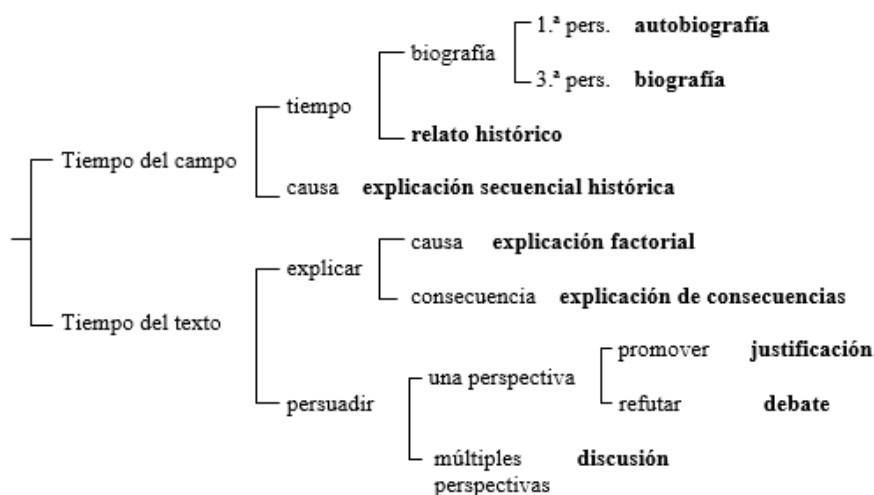 1.ª pers. autobiografía
biografía
3.ª pers. biografía
tiempo
relato histórico
Tiempo del campo
causa explicación secuencial histórica
causa explicación factorial
explicar
consecuencia explicación de consecuencias
Tiempo del texto
promover justificación
una perspectiva
persuadir
refutar debate
múltiples discusión
perspectivas